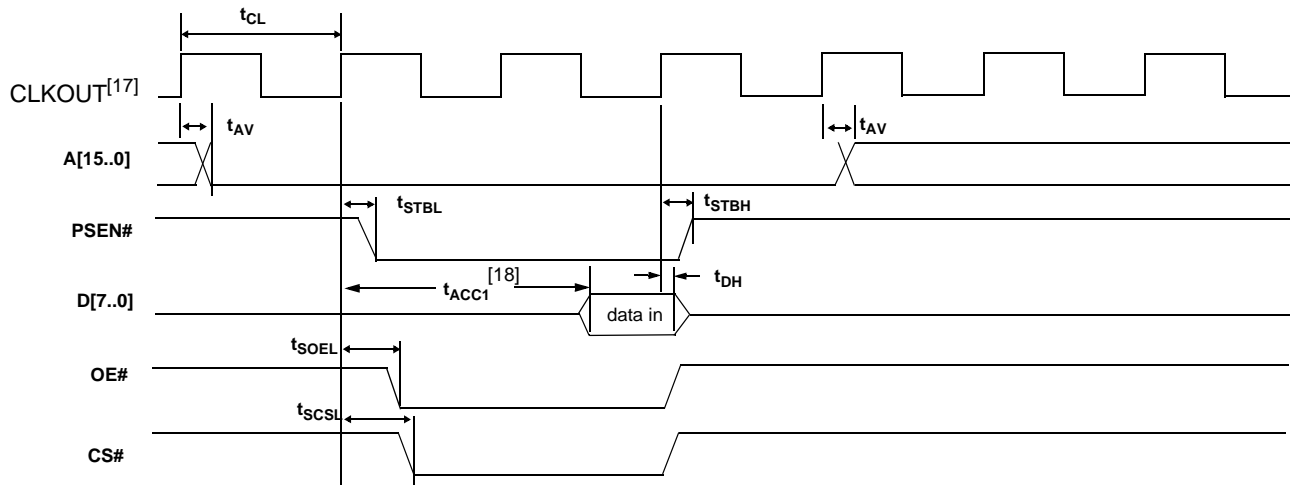 tCL
CLKOUT[17]
tAV
tAV
A[15..0]
tSTBL
tSTBH
PSEN#
[18]
tACC1
tDH
D[7..0]
data in
tSOEL
OE#
tSCSL
CS#